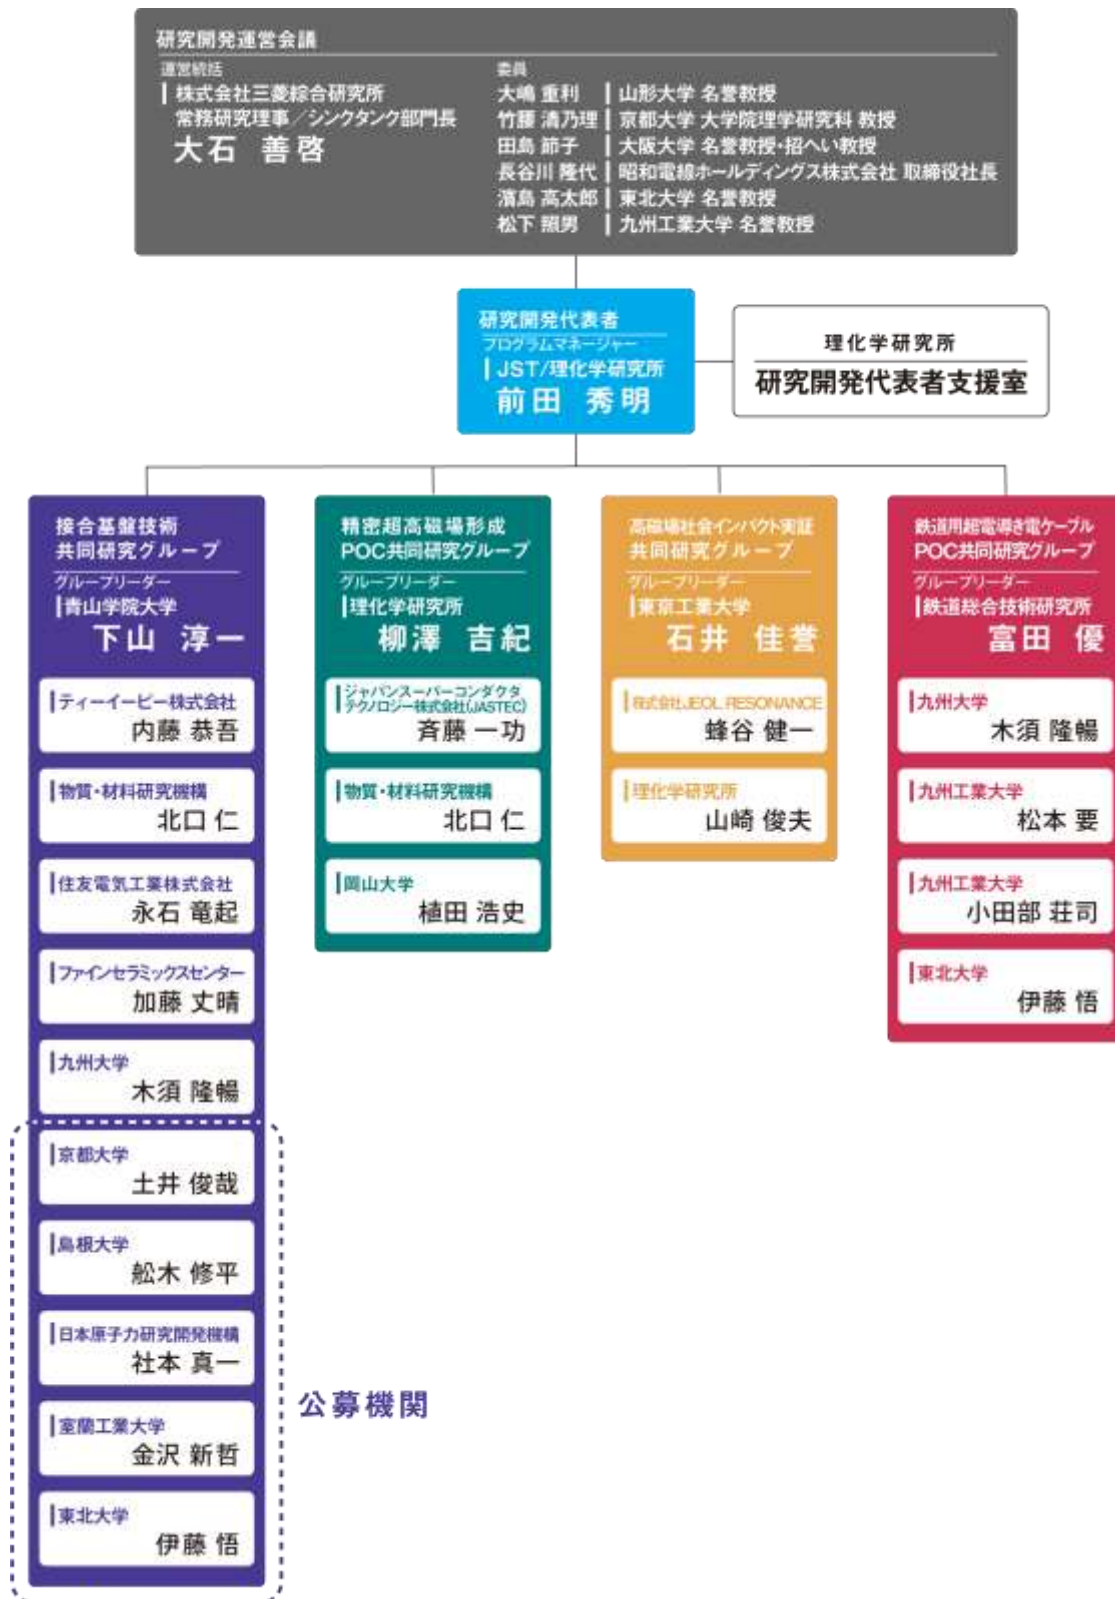 研究開発運営会議
運営統括
株式会社三菱綜合研究所
常務研究理事／シンクタンク部門長
大石 善啓
委員
大嶋 重利 山形大学 名誉教授
竹腰 清乃理 京都大学 大学院理学研究科 教授
田島 節子 大阪大学 名誉教授・招へい教授
長谷川 隆代 昭和電線ホールディングス株式会社 取締役社長
濱島 高太郎 東北大学 名誉教授
松下 照男 九州工業大学 名誉教授
研究開発代表者
プログラムマネージャー
JST/理化学研究所
前田 秀明
理化学研究所
研究開発代表者支援室
接合基盤技術
共同研究グループ
グループリーダー
青山学院大学
下山 淳一
ティーイーピー株式会社
内藤 恭吾
物質・材料研究機構
北口 仁
住友電気工業株式会社
永石 竜起
ファインセラミックスセンター
加藤 丈晴
九州大学
木須 隆暢
京都大学
土井 俊哉
島根大学
舩木 修平
日本原子力研究開発機構
社本 真一
室蘭工業大学
金沢 新哲
東北大学
伊藤 悟
公募機関
精密超高磁場形成
POC共同研究グループ
グループリーダー
理化学研究所
柳澤 吉紀
ジャパンスーパーコンダクタ
テクノロジー株式会社(JASTEC)
斉藤 一功
物質・材料研究機構
北口 仁
岡山大学
植田 浩史
高磁場社会インパクト実証
共同研究グループ
グループリーダー
東京工業大学
石井 佳誉
株式会社JEOL RESONANCE
蜂谷 健一
理化学研究所
山崎 俊夫
鉄道用超電導き電ケーブル
POC共同研究グループ
グループリーダー
鉄道総合技術研究所
富田 優
九州大学
木須 隆暢
九州工業大学
松本 要
九州工業大学
小田部 荘司
東北大学
伊藤 悟